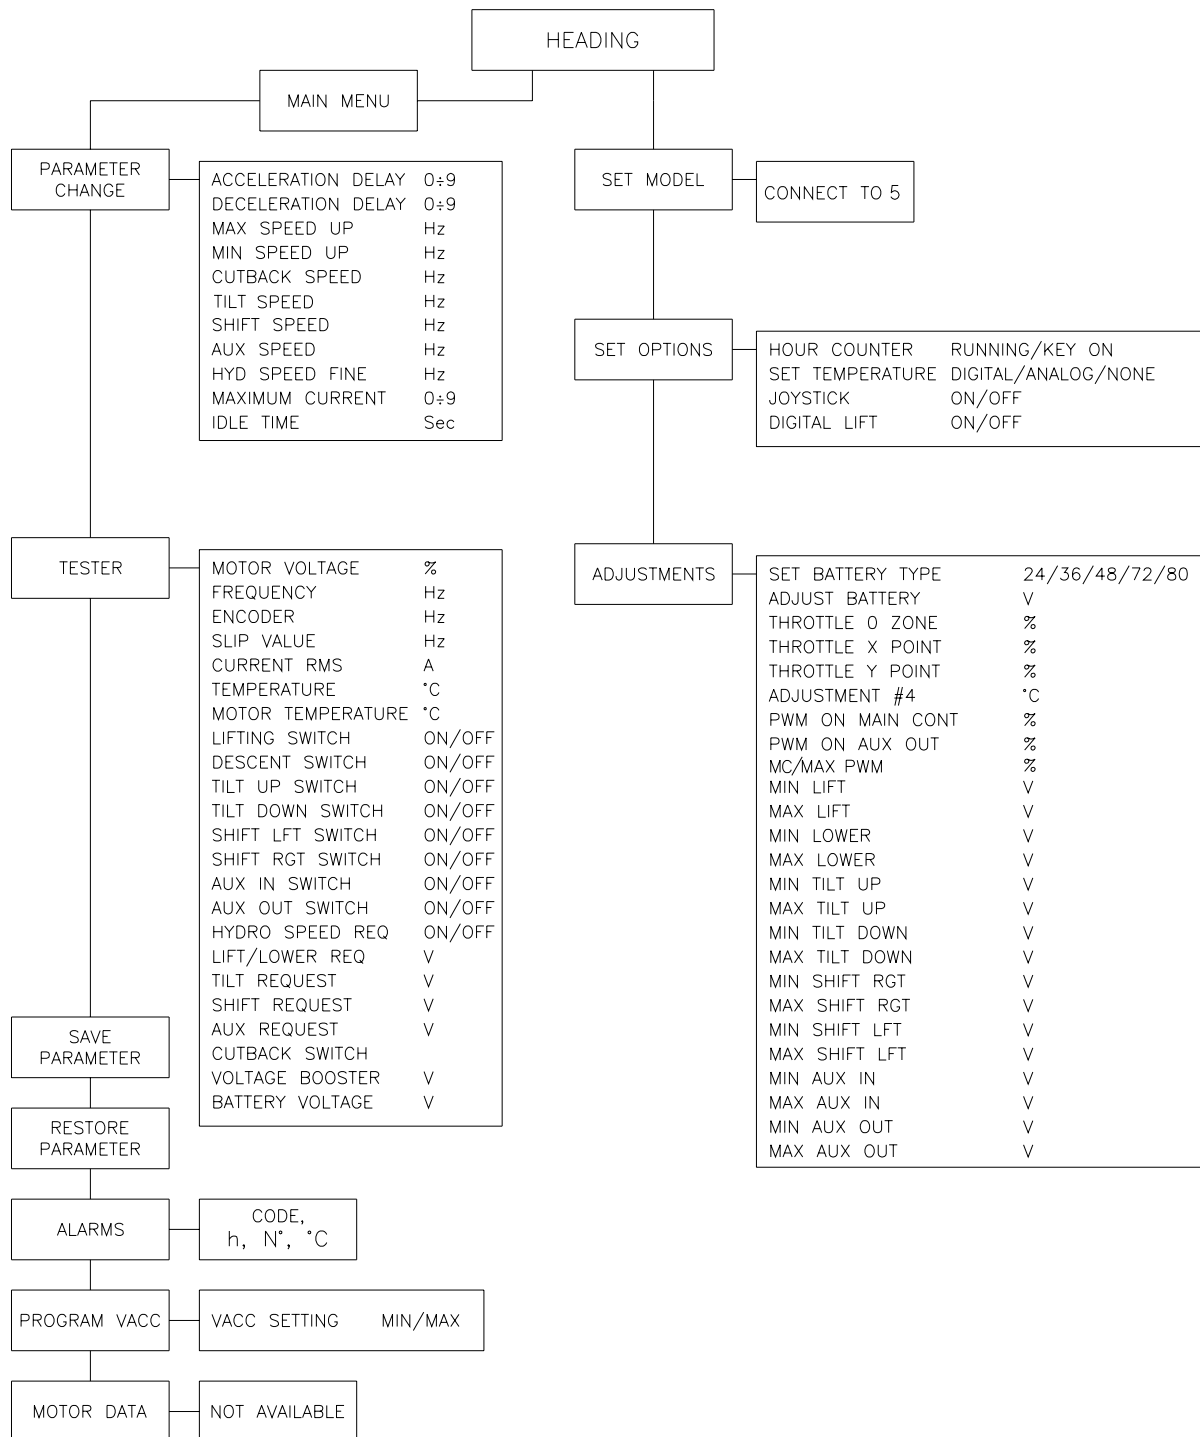 HEADING
MAIN MENU
PARAMETER
CHANGE
ACCELERATION DELAY 0÷9
DECELERATION DELAY 0÷9
MAX SPEED UP Hz
MIN SPEED UP Hz
CUTBACK SPEED Hz
TILT SPEED Hz
SHIFT SPEED Hz
AUX SPEED Hz
HYD SPEED FINE Hz
MAXIMUM CURRENT 0÷9
IDLE TIME Sec
TESTER
MOTOR VOLTAGE %
FREQUENCY Hz
ENCODER Hz
SLIP VALUE Hz
CURRENT RMS A
TEMPERATURE °C
MOTOR TEMPERATURE °C
LIFTING SWITCH ON/OFF
DESCENT SWITCH ON/OFF
TILT UP SWITCH ON/OFF
TILT DOWN SWITCH ON/OFF
SHIFT LFT SWITCH ON/OFF
SHIFT RGT SWITCH ON/OFF
AUX IN SWITCH ON/OFF
AUX OUT SWITCH ON/OFF
HYDRO SPEED REQ ON/OFF
LIFT/LOWER REQ V
TILT REQUEST V
SHIFT REQUEST V
AUX REQUEST V
CUTBACK SWITCH
VOLTAGE BOOSTER V
BATTERY VOLTAGE V
SAVE
PARAMETER
RESTORE
PARAMETER
ALARMS
CODE,
h, N°, °C
PROGRAM VACC
VACC SETTING MIN/MAX
MOTOR DATA
NOT AVAILABLE
SET MODEL
CONNECT TO 5
SET OPTIONS
HOUR COUNTER RUNNING/KEY ON
SET TEMPERATURE DIGITAL/ANALOG/NONE
JOYSTICK ON/OFF
DIGITAL LIFT ON/OFF
ADJUSTMENTS
SET BATTERY TYPE 24/36/48/72/80
ADJUST BATTERY V
THROTTLE 0 ZONE %
THROTTLE X POINT %
THROTTLE Y POINT %
ADJUSTMENT #4 °C
PWM ON MAIN CONT %
PWM ON AUX OUT %
MC/MAX PWM %
MIN LIFT V
MAX LIFT V
MIN LOWER V
MAX LOWER V
MIN TILT UP V
MAX TILT UP V
MIN TILT DOWN V
MAX TILT DOWN V
MIN SHIFT RGT V
MAX SHIFT RGT V
MIN SHIFT LFT V
MAX SHIFT LFT V
MIN AUX IN V
MAX AUX IN V
MIN AUX OUT V
MAX AUX OUT V